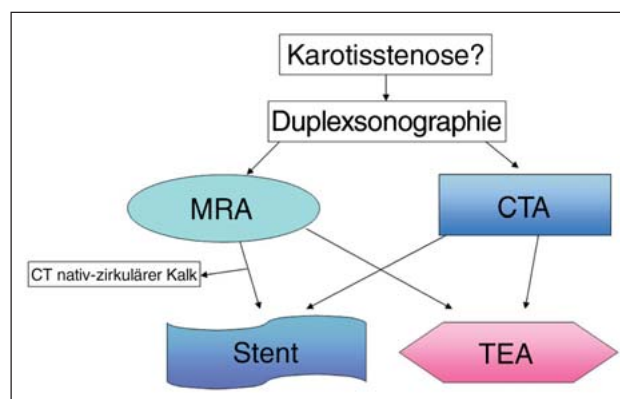 Karotisstenose?
Duplexsonographie
MRA
CTA
CT nativ-zirkulärer Kalk
Stent
TEA